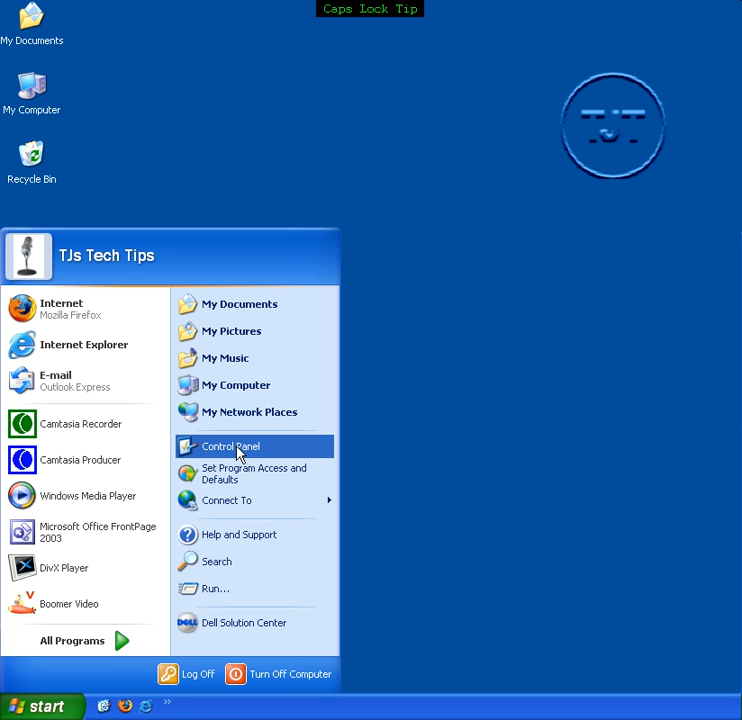 Caps Lock Tip
My Documents
My Computer
Recycle Bin
TJs Tech Tips
Internet
Mozilla Firefox
Internet Explorer
E-mail
Outlook Express
Camtasia Recorder
Camtasia Producer
Windows Media Player
Microsoft Office FrontPage
2003
DivX Player
Boomer Video
All Programs
My Documents
My Pictures
My Music
My Computer
My Network Places
Control Panel
Set Program Access and
Defaults
Connect To
Help and Support
Search
Run...
DELL Dell Solution Center
Log Off
Turn Off Computer
start